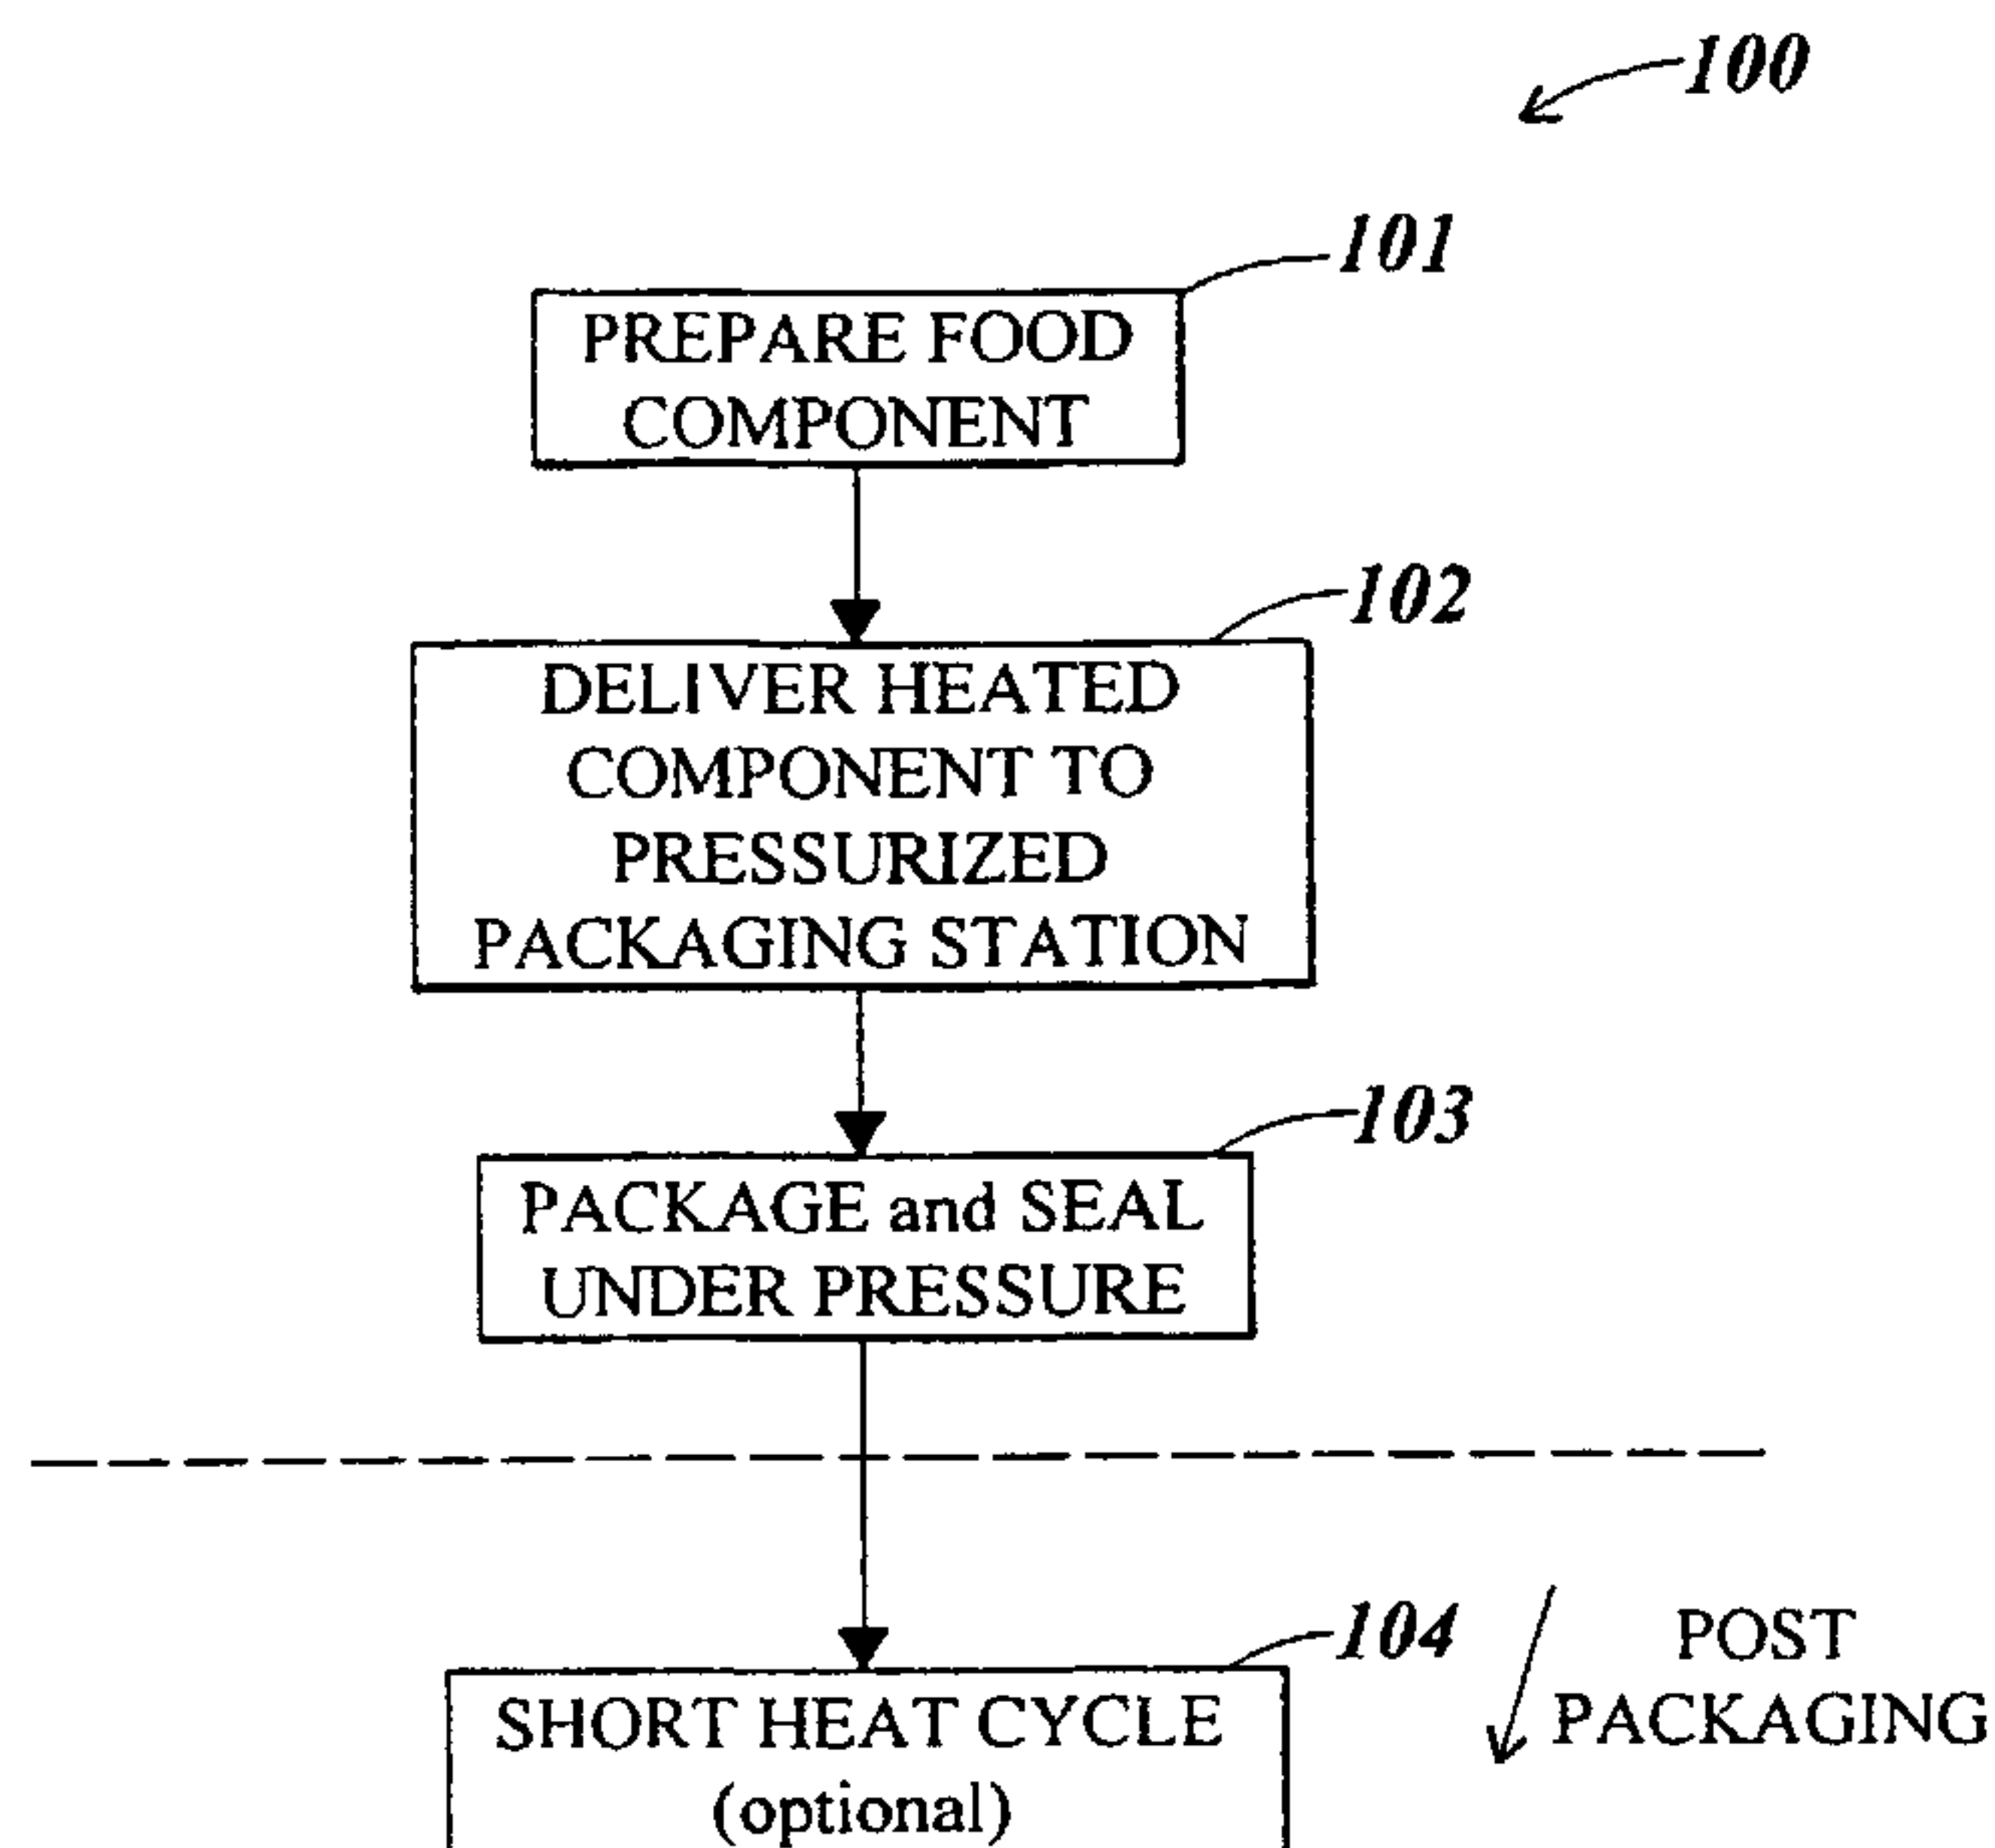 100
101
PREPARE FOOD
COMPONENT
102
DELIVER HEATED
COMPONENT TO
PRESSURIZED
PACKAGING STATION
103
PACKAGE and SEAL
UNDER PRESSURE
104
SHORT HEAT CYCLE
(optional)
POST
PACKAGING